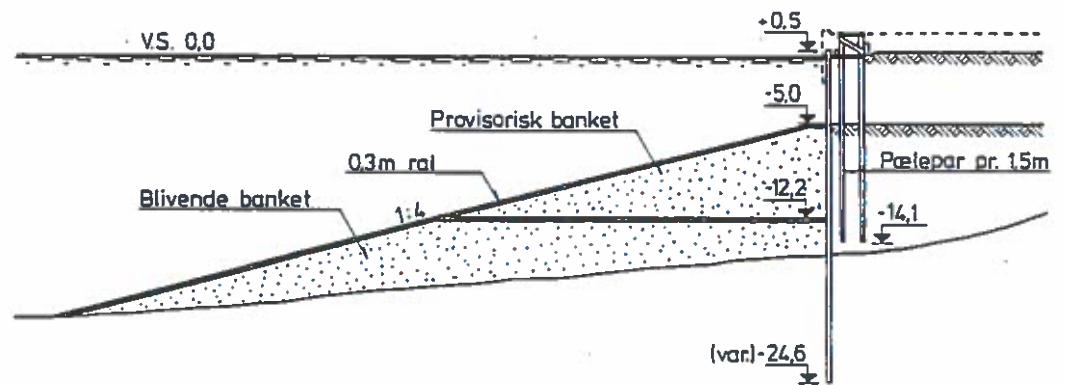 +0,5
V.S. 0,0
-5,0
Provisorisk banket
0,3m ral
Pælepar pr. 1,5m
Blivende banket
-12,2
1:4
-14,1
(var.)-24,6